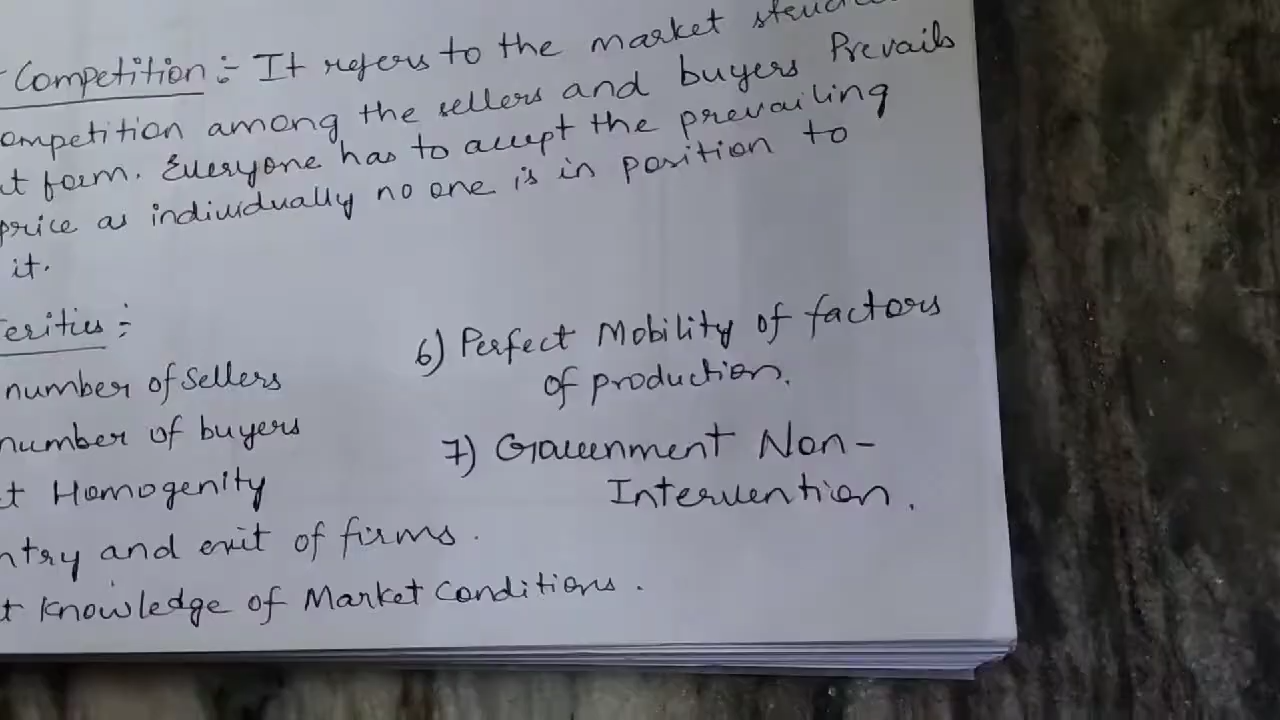 Competition :- It refers to the market
ompetition among the sellers and buyers Prevails
form. Everyone has to accept the prevailing
price as individually no one is in position to
it.
erities :-
number of Sellers
number of buyers
t Homogenity
ntry and exit of firms.
t Knowledge of Market Conditions.
6) Perfect Mobility of factors
of production.
7) Government Non-
Intervention.